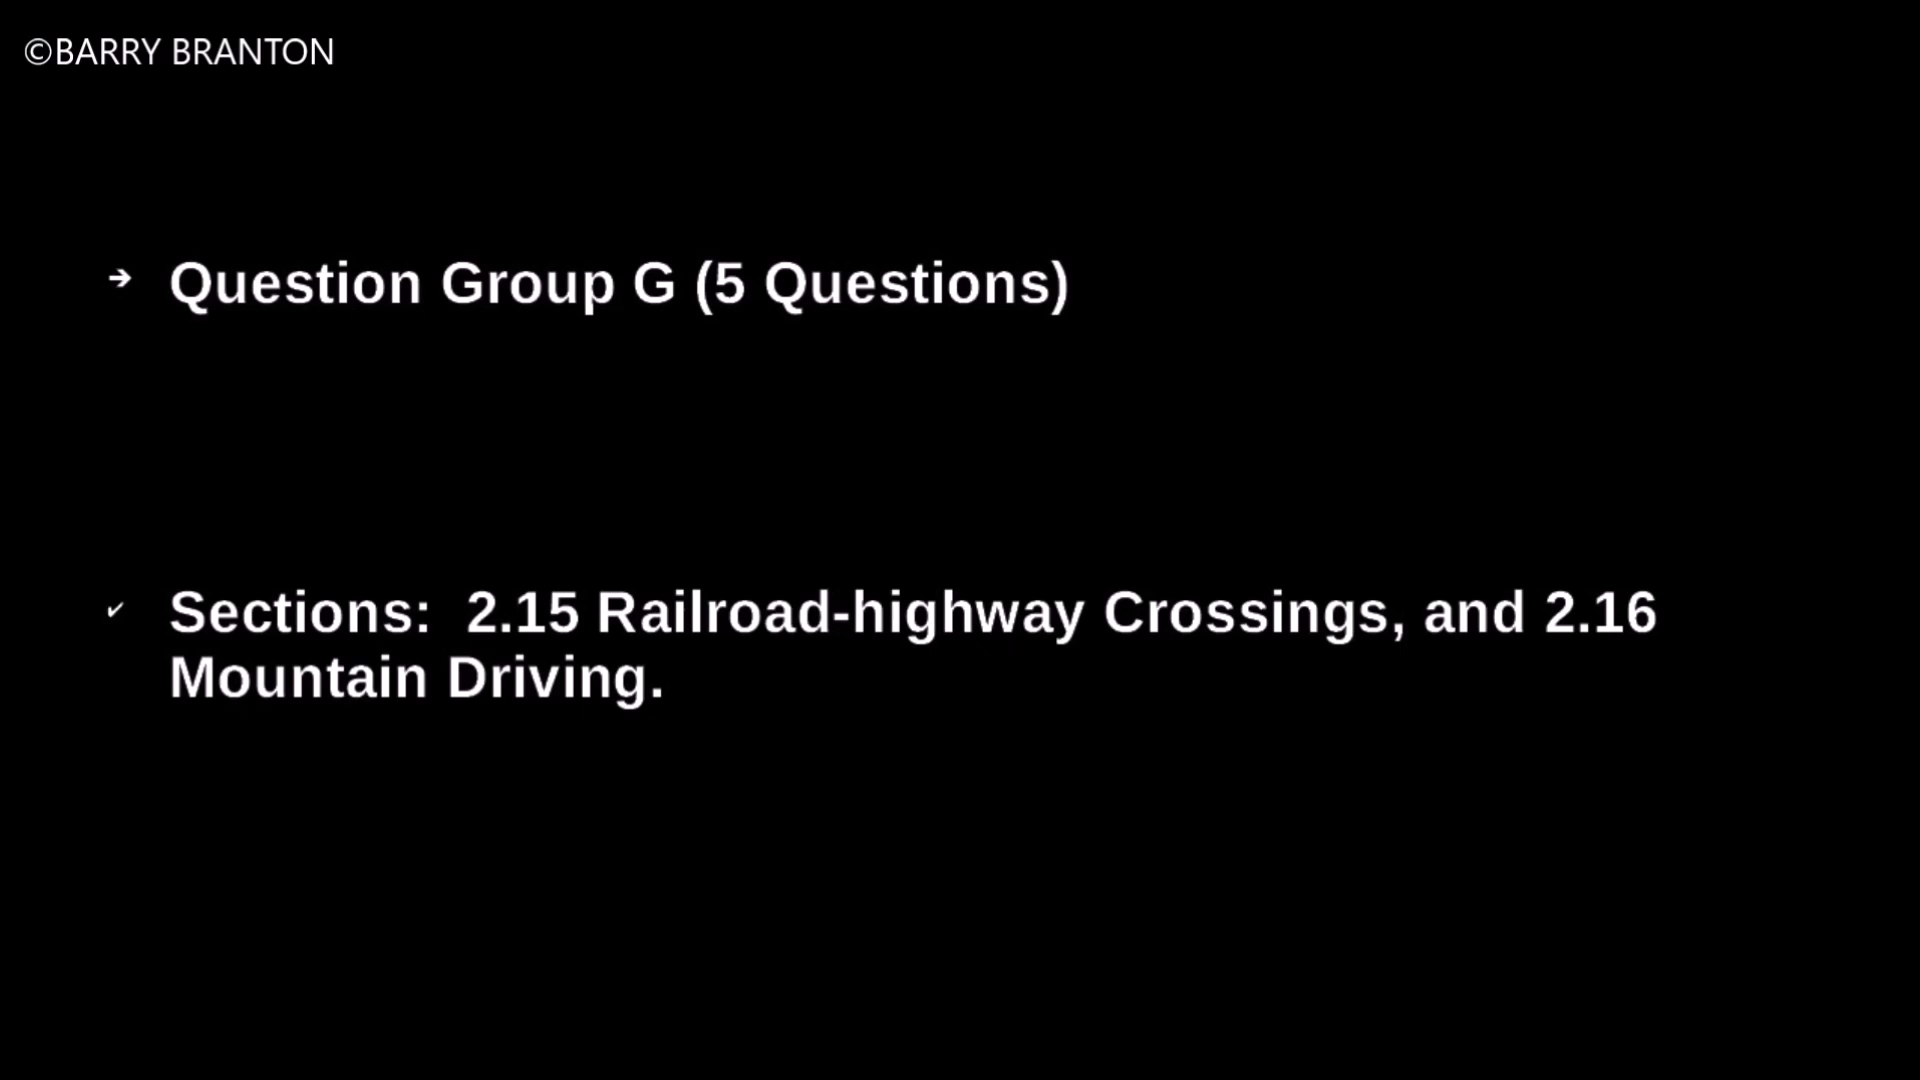 ©BARRY BRANTON
➔ Question Group G (5 Questions)
✔ Sections:  2.15 Railroad-highway Crossings, and 2.16
Mountain Driving.